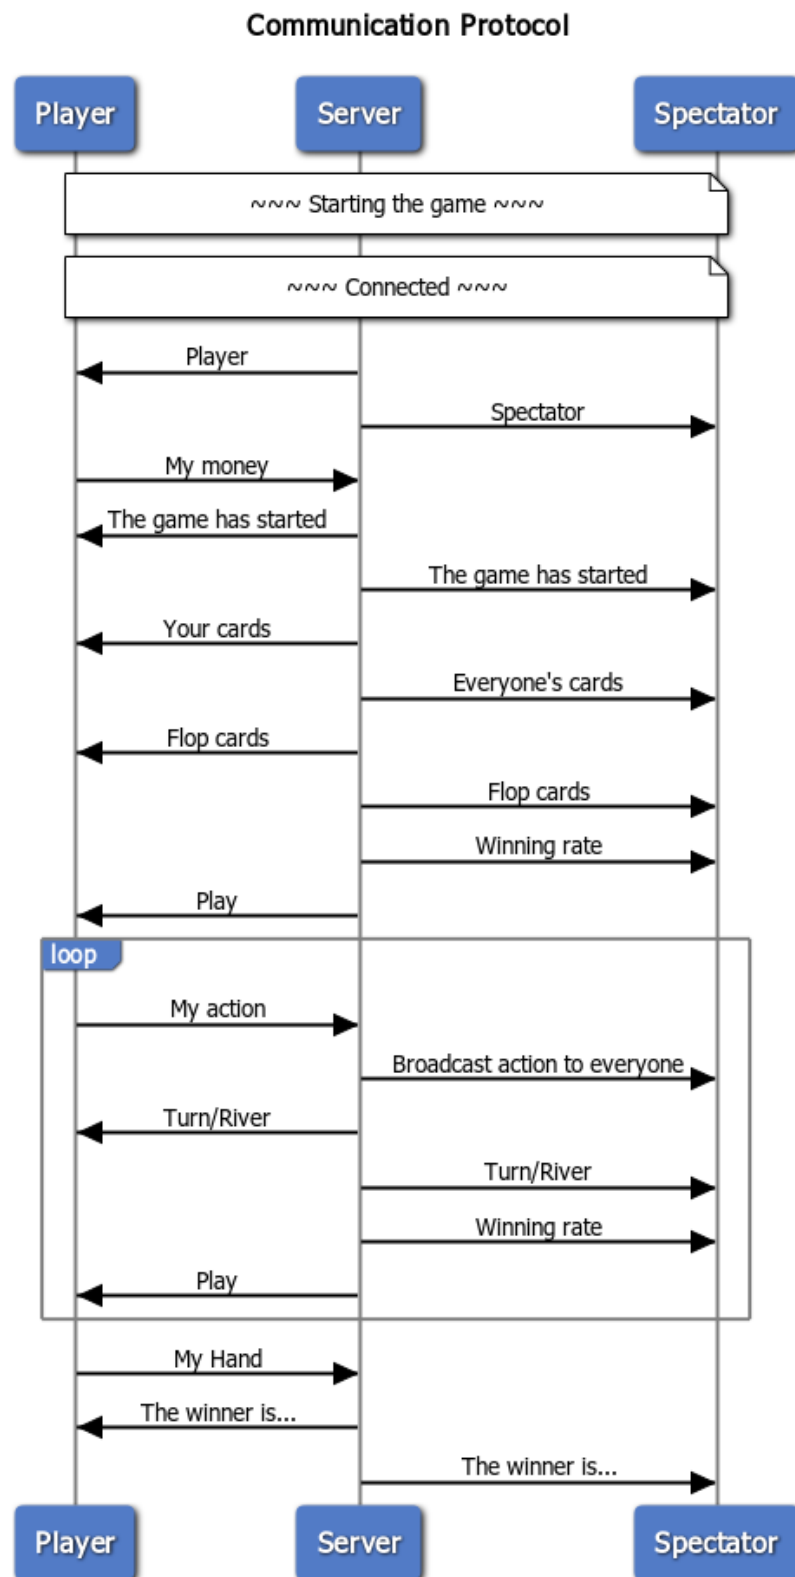 Communication Protocol
Player
Server
Spectator
~~~ Starting the game ~~~
~~~ Connected ~~~
Player
Spectator
My money
The game has started
The game has started
Your cards
Everyone's cards
Flop cards
Flop cards
Winning rate
Play
loop
My action
Broadcast action to everyone
Turn/River
Turn/River
Winning rate
Play
My Hand
The winner is...
The winner is...
Player
Server
Spectator